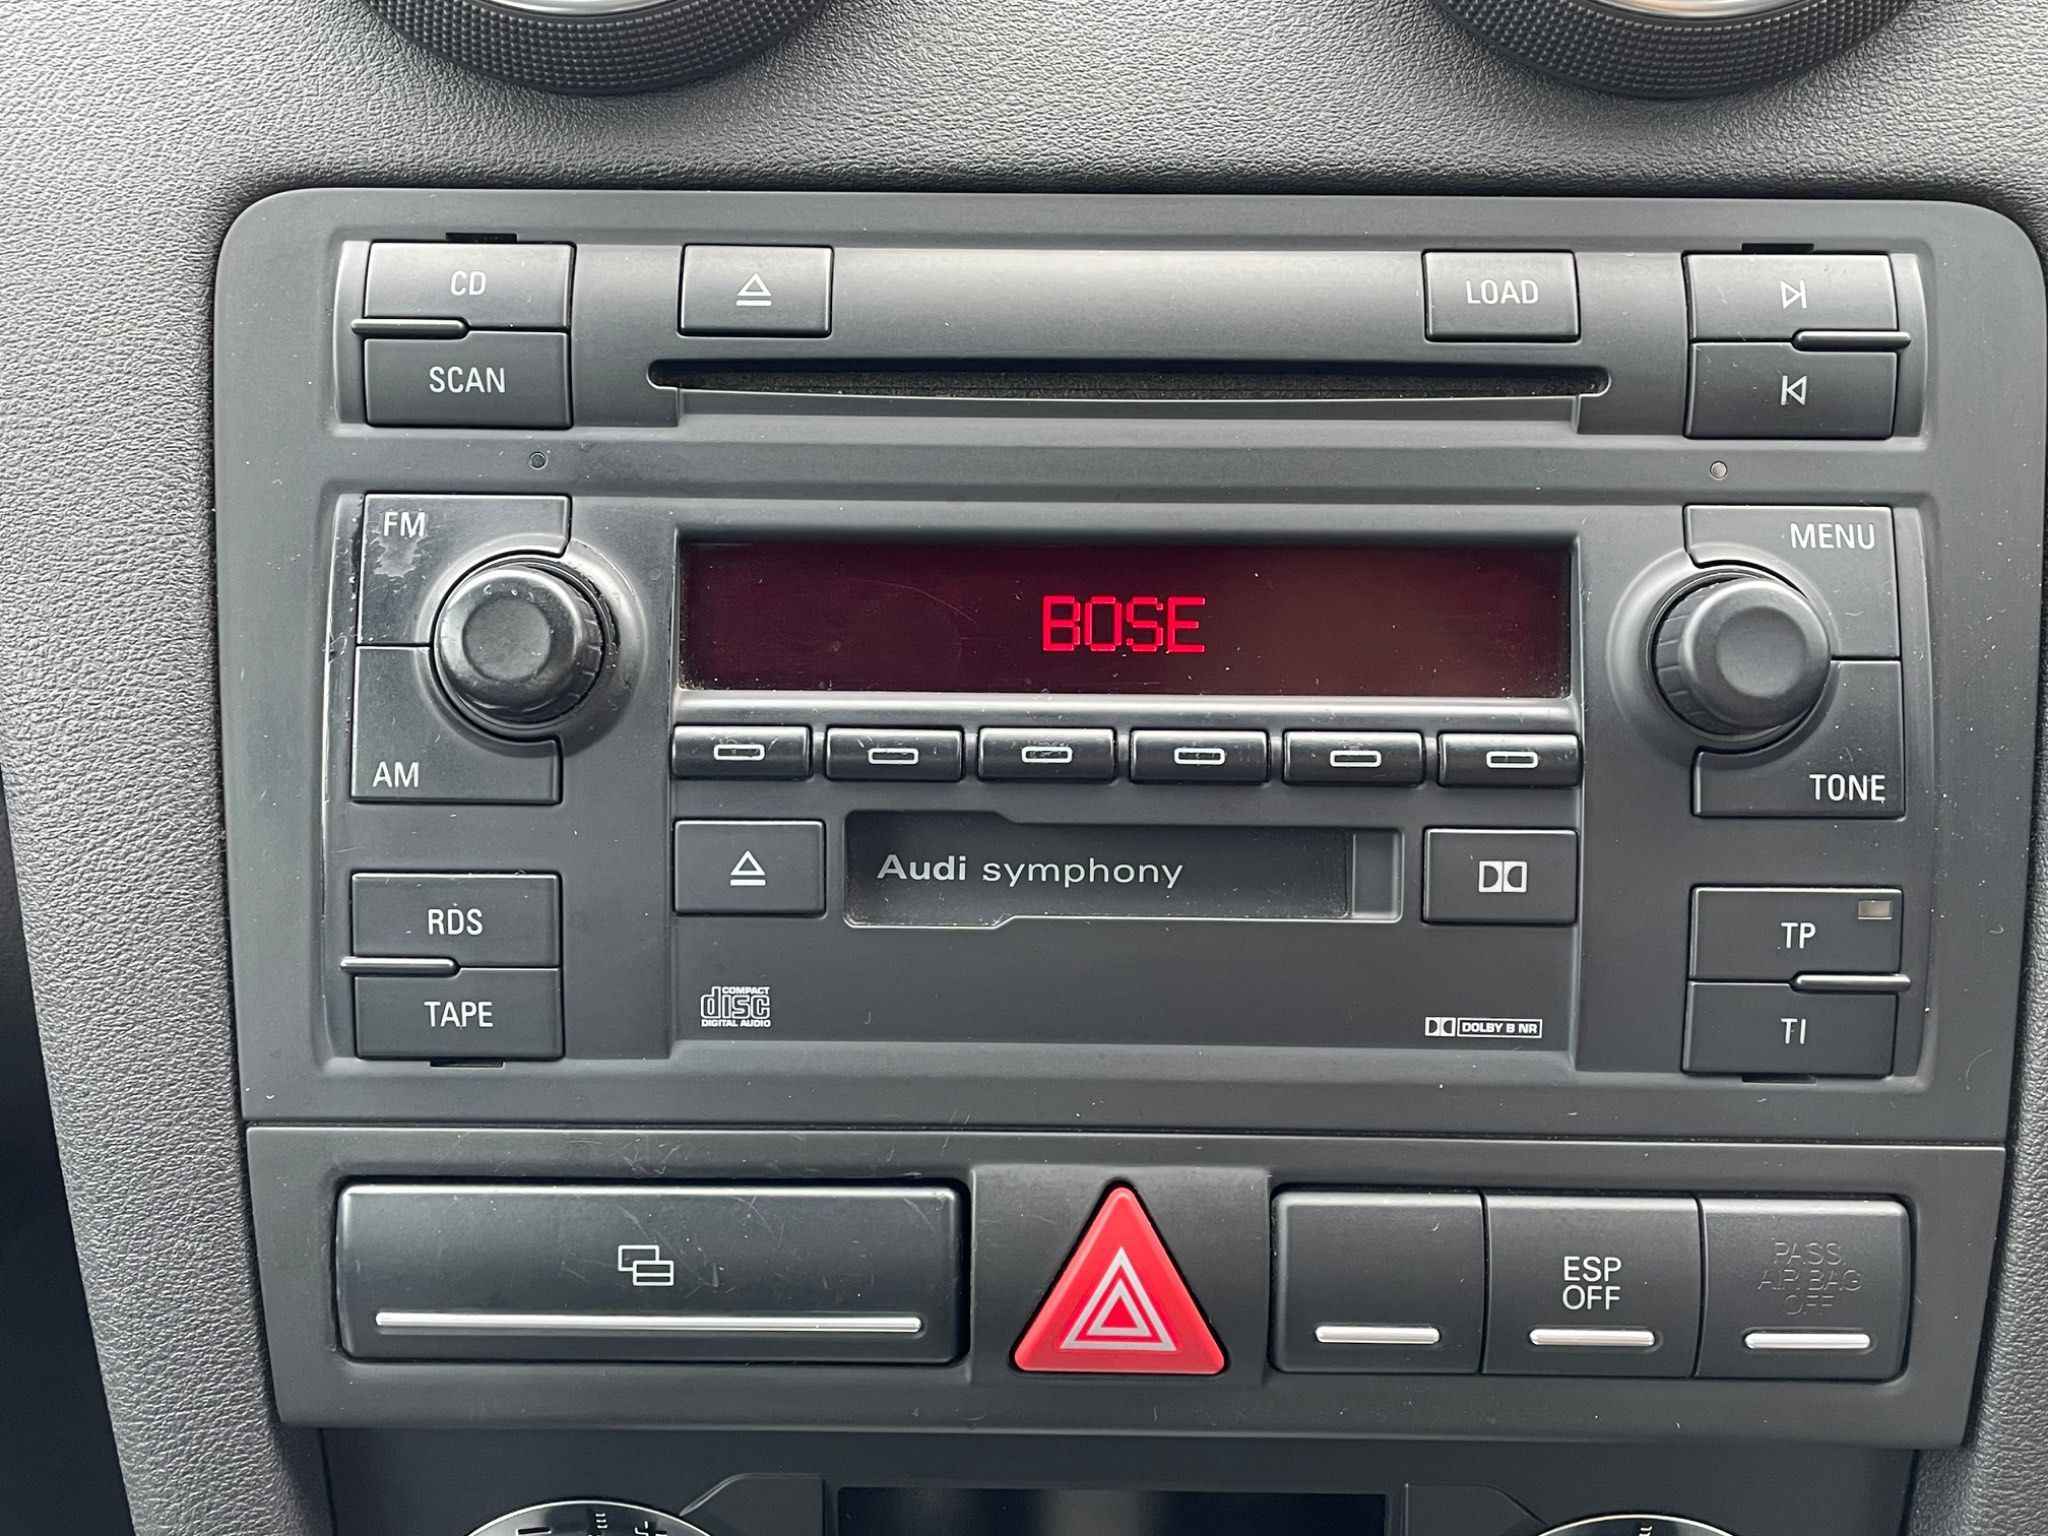 CD
LOAD
SCAN
FM
MENU
BOSE
AM
TONE
Audi symphony
RDS
TP
TAPE
TI
COMPACT
disc
DIGITAL AUDIO
DOLBY B NR
ESP
OFF
PASS.
AIR BAG
OFF